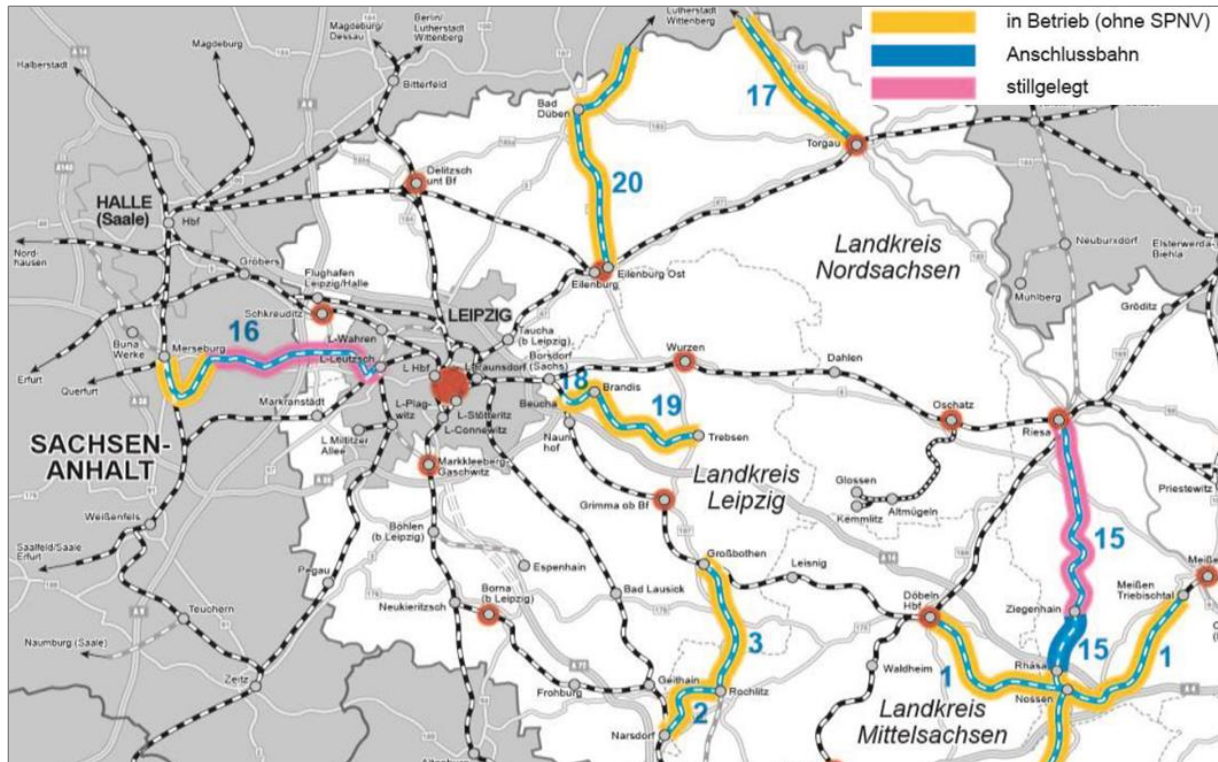 in Betrieb (ohne SPNV)
Anschlussbahn
stillgelegt
Lutherstadt
Wittenberg
Magdeburg/
Dessau
Berlin/
Lutherstadt
Wittenberg
Magdeburg
Halberstadt
Bitterfeld
Bad
Düben
17
Torgau
Delitzsch
unt Bf
20
HALLE
(Saale)
Hbf
Nord-
hausen
Gröbers
Flughafen
Leipzig/Halle
Schkeuditz
Eilenburg Ost
Eilenburg
Landkreis
Nordsachsen
Neuburxdorf
Elsterwerda-
Biehla
Mühlberg
Gröditz
LEIPZIG
Taucha
(b Leipzig)
16
L-Wahren
L-Leutzsch
Buna
Werke
Merseburg
Erfurt
Querfurt
Markranstädt
L Hbf
Borsdorf
(Sachs)
Wurzen
Dahlen
18
Brandis
Beucha
19
Trebsen
Naun
hof
L-Plag-
witz
L-Stötteritz
L-Connewitz
L Miltitzer
Allee
Markkleeberg-
Gaschwitz
Oschatz
Riesa
SACHSEN-
ANHALT
Landkreis
Leipzig
Glossen
Kemmlitz
Altmügeln
Priestewitz
Grimma ob Bf
Weißenfels
Saalfeld/Saale
Erfurt
Böhlen
(b Leipzig)
Espenhain
Großbothen
Leisnig
15
Meißen
Triebischtal
Pegau
Bad Lausick
Borna
(b Leipzig)
Neukieritzsch
Döbeln
Hbf
Ziegenhain
Teuchern
Naumburg (Saale)
3
Waldheim
1
15
1
Rhäsa
Zeitz
Frohburg
Geithain
Rochlitz
Nossen
2
Narsdorf
Landkreis
Mittelsachsen